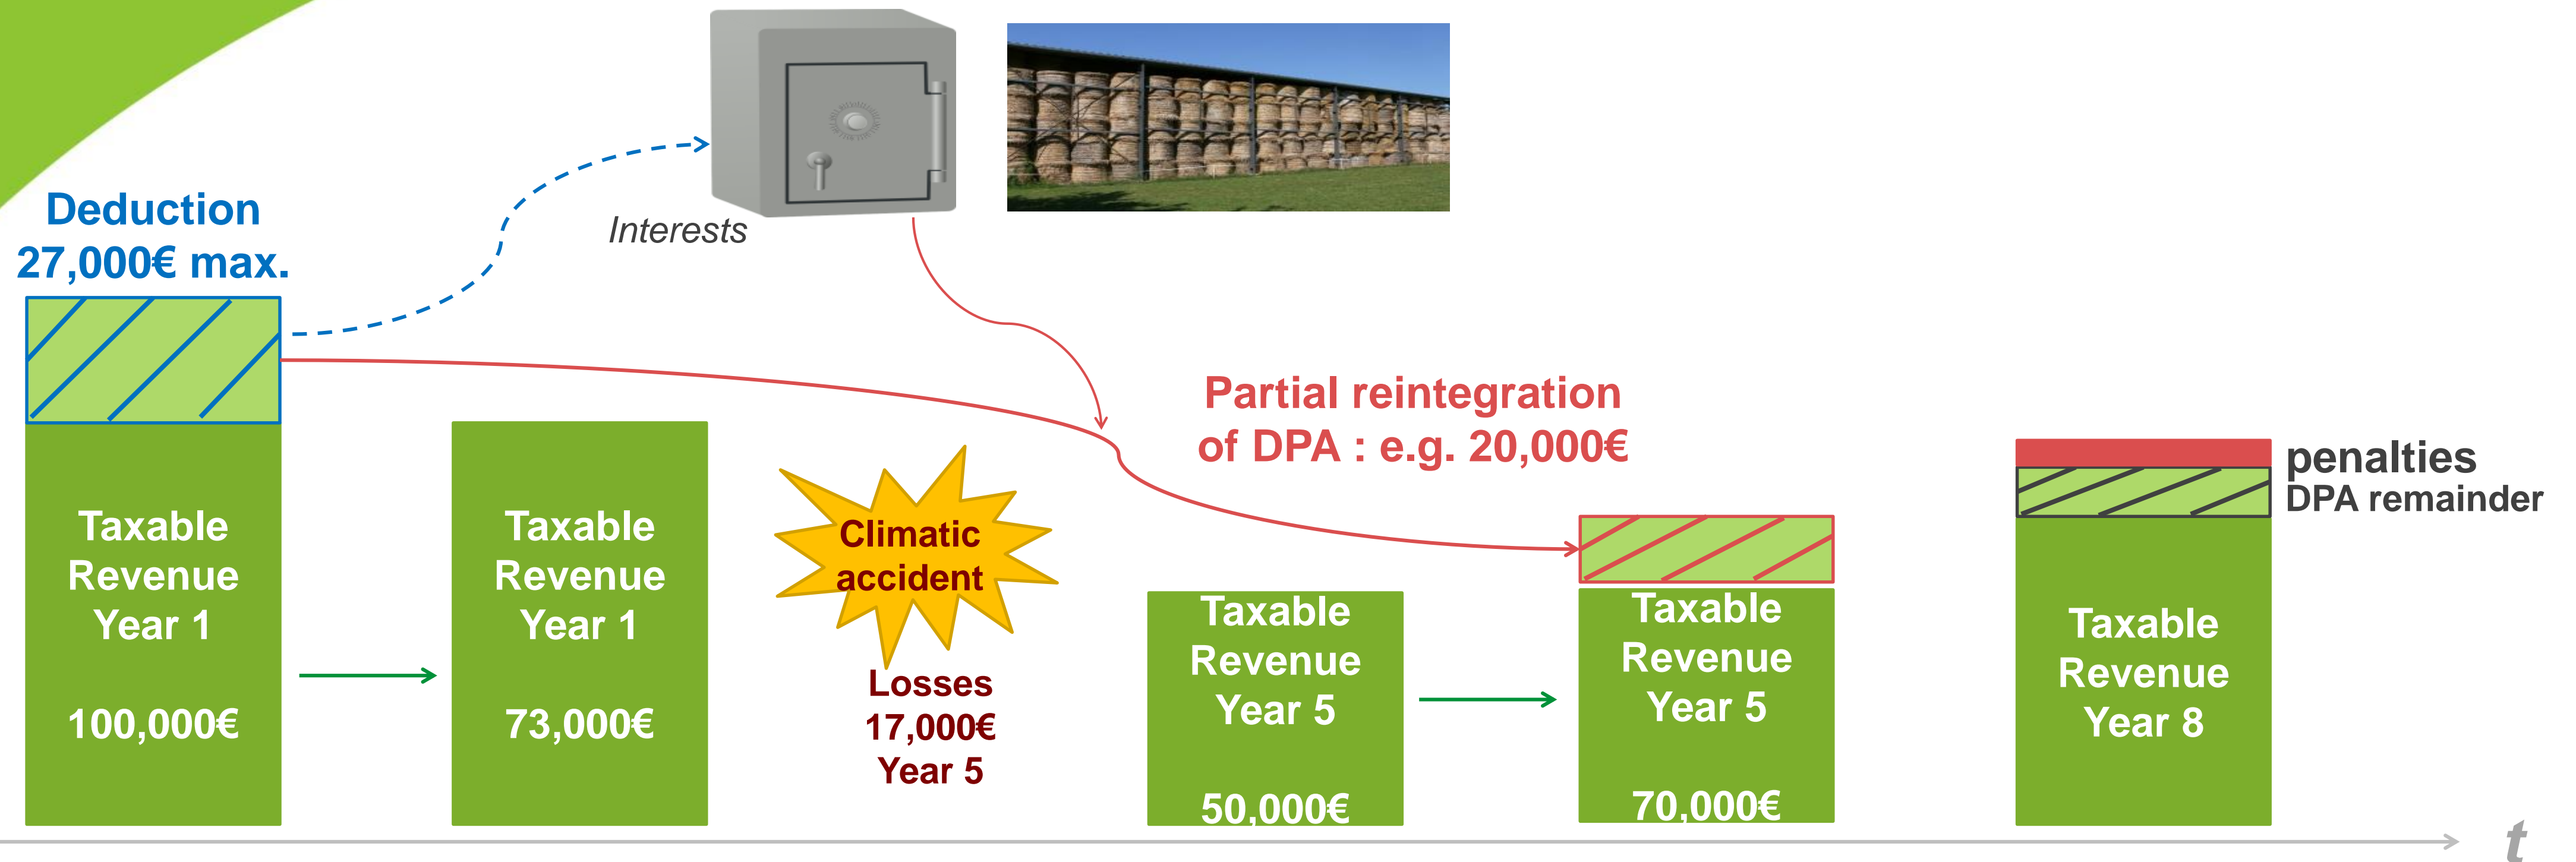 Deduction
27,000€ max.
Interests
Taxable
Revenue
Year 1
100,000€
Taxable
Revenue
Year 1
73,000€
Climatic
accident
Losses
17,000€
Year 5
Partial reintegration
of DPA : e.g. 20,000€
Taxable
Revenue
Year 5
50,000€
Taxable
Revenue
Year 5
70,000€
penalties
DPA remainder
Taxable
Revenue
Year 8
t